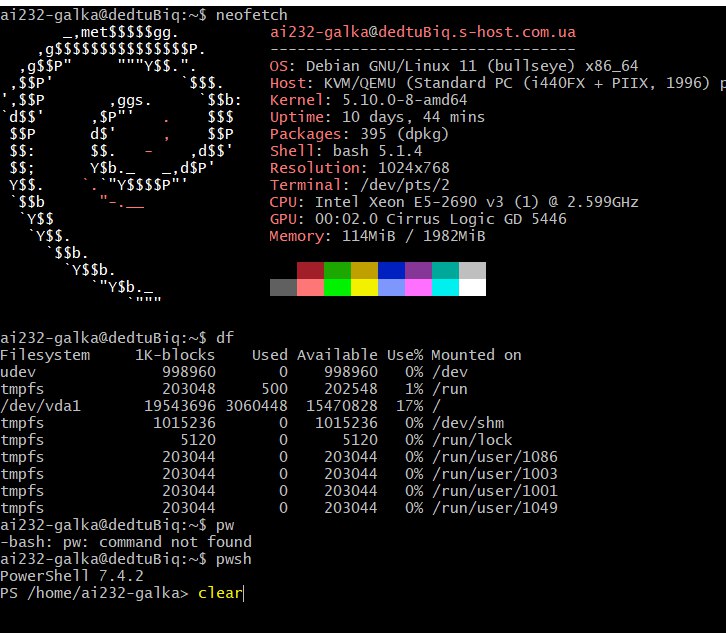 ai232-galka@dedtuBiq:~$ neofetch
       _,met$$$$$gg.          ai232-galka@dedtuBiq.s-host.com.ua
    ,g$$$$$$$$$$$$$$$P.       ----------------------------------
  ,g$$P"     """Y$$.".        OS: Debian GNU/Linux 11 (bullseye) x86_64
 ,$$P'              `$$$.     Host: KVM/QEMU (Standard PC (i440FX + PIIX, 1996) p
',$$P       ,ggs.     `$$b:   Kernel: 5.10.0-8-amd64
`d$$'     ,$P"'   .    $$$    Uptime: 10 days, 44 mins
 $$P      d$'     ,    $$P    Packages: 395 (dpkg)
 $$:      $$.   -    ,d$$'    Shell: bash 5.1.4
 $$;      Y$b._   _,d$P'      Resolution: 1024x768
 Y$$.    `.`"Y$$$$P"'         Terminal: /dev/pts/2
 `$$b      "-.__              CPU: Intel Xeon E5-2690 v3 (1) @ 2.599GHz
  `Y$$                        GPU: 00:02.0 Cirrus Logic GD 5446
   `Y$$.                      Memory: 114MiB / 1982MiB
     `$$b.
       `Y$$b.
          `"Y$b._
              `"""
ai232-galka@dedtuBiq:~$ df
Filesystem     1K-blocks    Used Available Use% Mounted on
udev              998960       0    998960   0% /dev
tmpfs             203048     500    202548   1% /run
/dev/vda1       19543696 3060448  15470828  17% /
tmpfs            1015236       0   1015236   0% /dev/shm
tmpfs               5120       0      5120   0% /run/lock
tmpfs             203044       0    203044   0% /run/user/1086
tmpfs             203044       0    203044   0% /run/user/1003
tmpfs             203044       0    203044   0% /run/user/1001
tmpfs             203044       0    203044   0% /run/user/1049
ai232-galka@dedtuBiq:~$ pw
-bash: pw: command not found
ai232-galka@dedtuBiq:~$ pwsh
PowerShell 7.4.2
PS /home/ai232-galka> clear